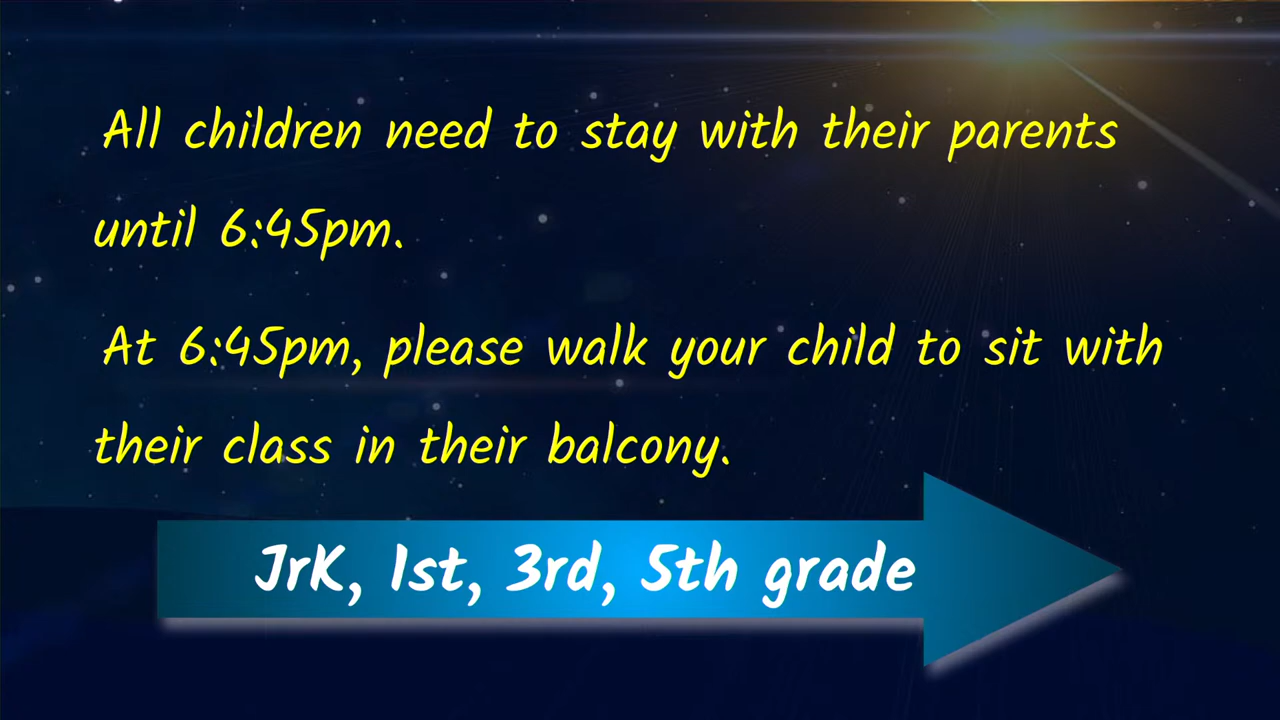 All children need to stay with their parents
until 6:45pm.
At 6:45pm, please walk your child to sit with
their class in their balcony.
JrK, 1st, 3rd, 5th grade